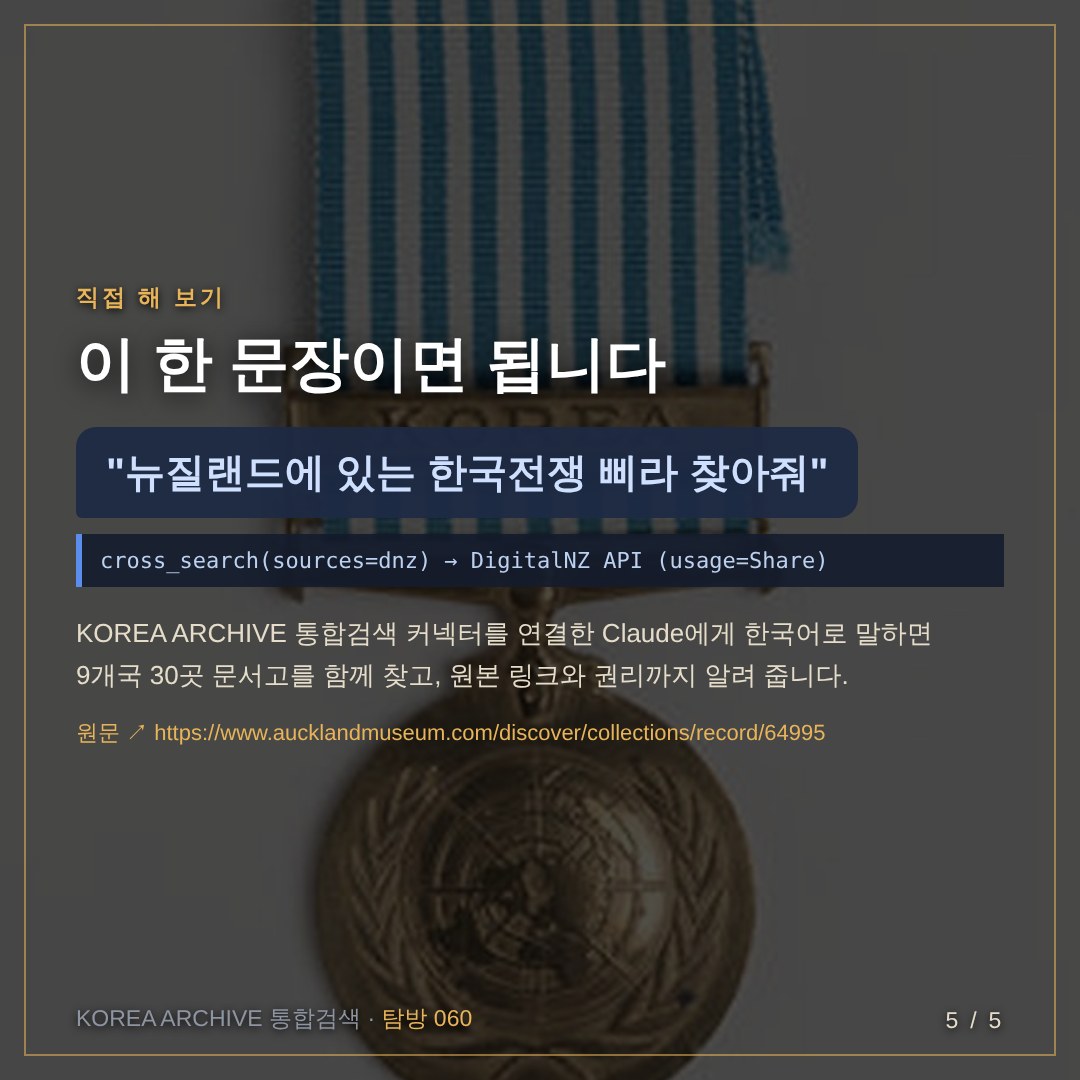 직접 해 보기
이 한 문장이면 됩니다
KOREA
"뉴질랜드에 있는 한국전쟁 삐라 찾아줘"
cross_search(sources=dnz) → DigitalNZ API (usage=Share)
KOREA ARCHIVE 통합검색 커넥터를 연결한 Claude에게 한국어로 말하면
9개국 30곳 문서고를 함께 찾고, 원본 링크와 권리까지 알려 줍니다.
원문 ↗ https://www.aucklandmuseum.com/discover/collections/record/64995
KOREA ARCHIVE 통합검색 · 탐방 060
5 / 5